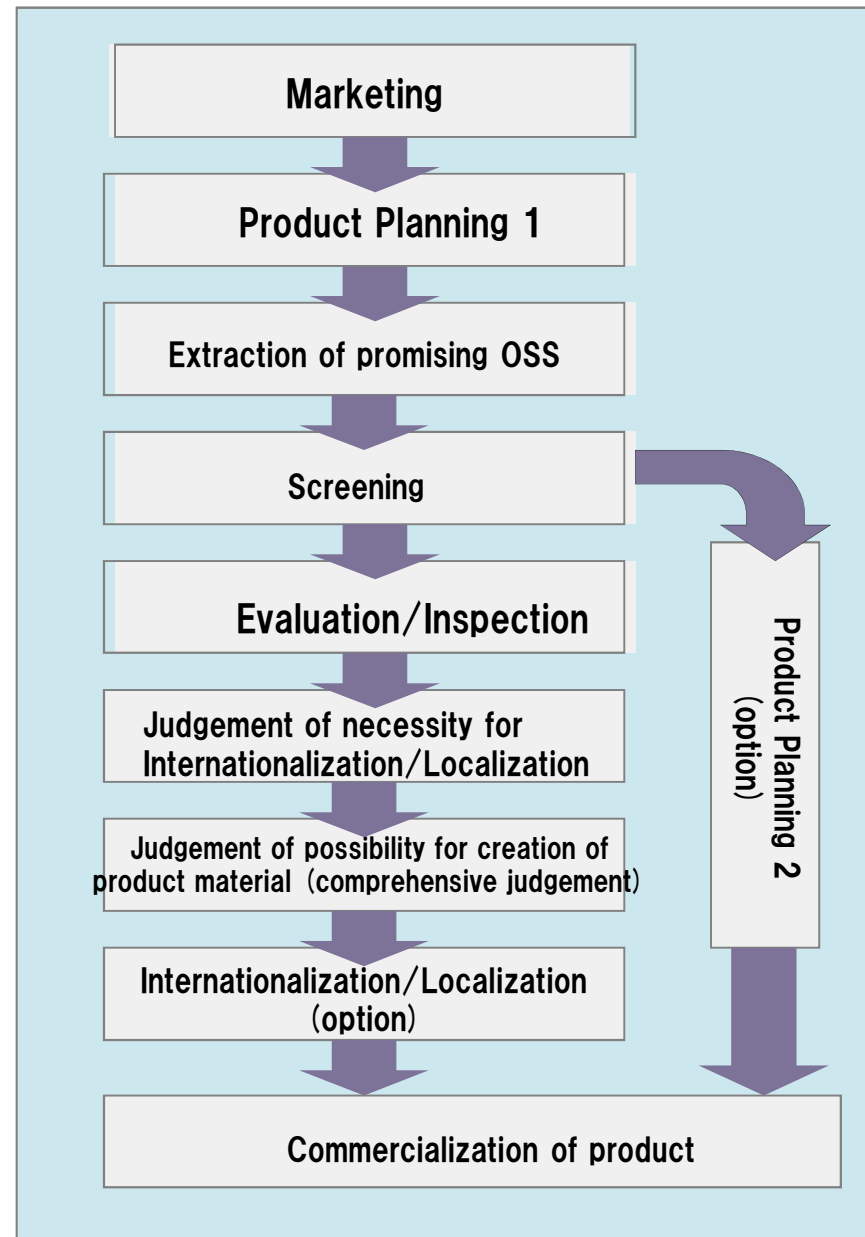 Marketing
Product Planning 1
Extraction of promising OSS
Screening
Evaluation/Inspection
Judgement of necessity for
Internationalization/Localization
Judgement of possibility for creation of
product material (comprehensive judgement)
Internationalization/Localization
(option)
Product Planning 2
(option)
Commercialization of product